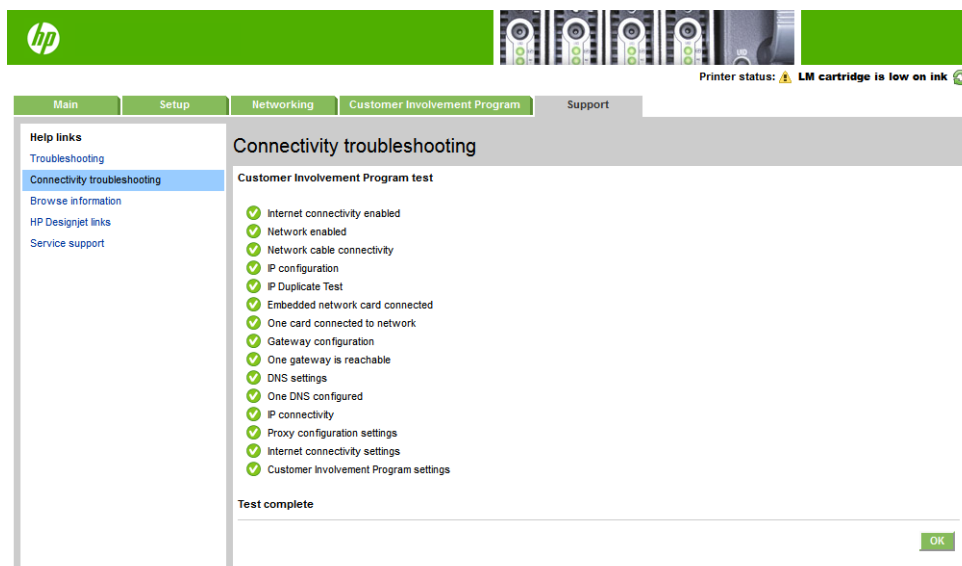 hp
UID
Printer status: LM cartridge is low on ink
Main Setup Networking Customer Involvement Program Support
Help links
Troubleshooting
Connectivity troubleshooting
Browse information
HP Designjet links
Service support
Connectivity troubleshooting
Customer Involvement Program test
Internet connectivity enabled
Network enabled
Network cable connectivity
IP configuration
IP Duplicate Test
Embedded network card connected
One card connected to network
Gateway configuration
One gateway is reachable
DNS settings
One DNS configured
IP connectivity
Proxy configuration settings
Internet connectivity settings
Customer Involvement Program settings
Test complete
OK